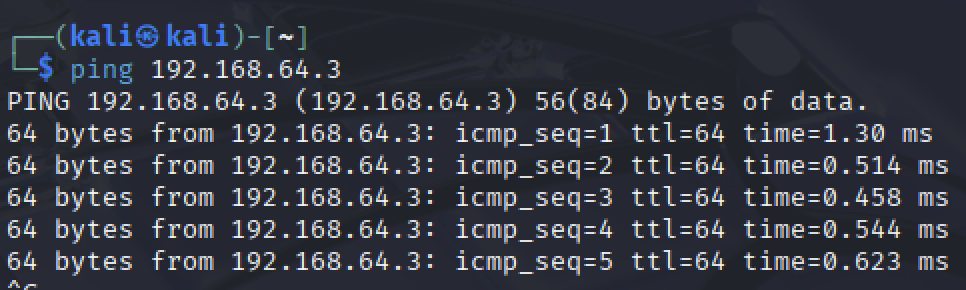 ┌──(kali㉿kali)-[~]
└─$ ping 192.168.64.3
PING 192.168.64.3 (192.168.64.3) 56(84) bytes of data.
64 bytes from 192.168.64.3: icmp_seq=1 ttl=64 time=1.30 ms
64 bytes from 192.168.64.3: icmp_seq=2 ttl=64 time=0.514 ms
64 bytes from 192.168.64.3: icmp_seq=3 ttl=64 time=0.458 ms
64 bytes from 192.168.64.3: icmp_seq=4 ttl=64 time=0.544 ms
64 bytes from 192.168.64.3: icmp_seq=5 ttl=64 time=0.623 ms